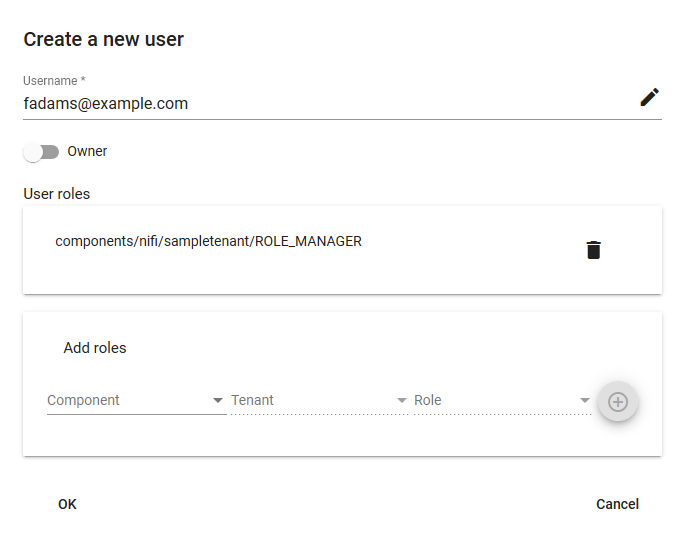 Create a new user
Username *
fadams@example.com
Owner
User roles
components/nifi/sampletenant/ROLE_MANAGER
Add roles
Component Tenant Role
OK Cancel